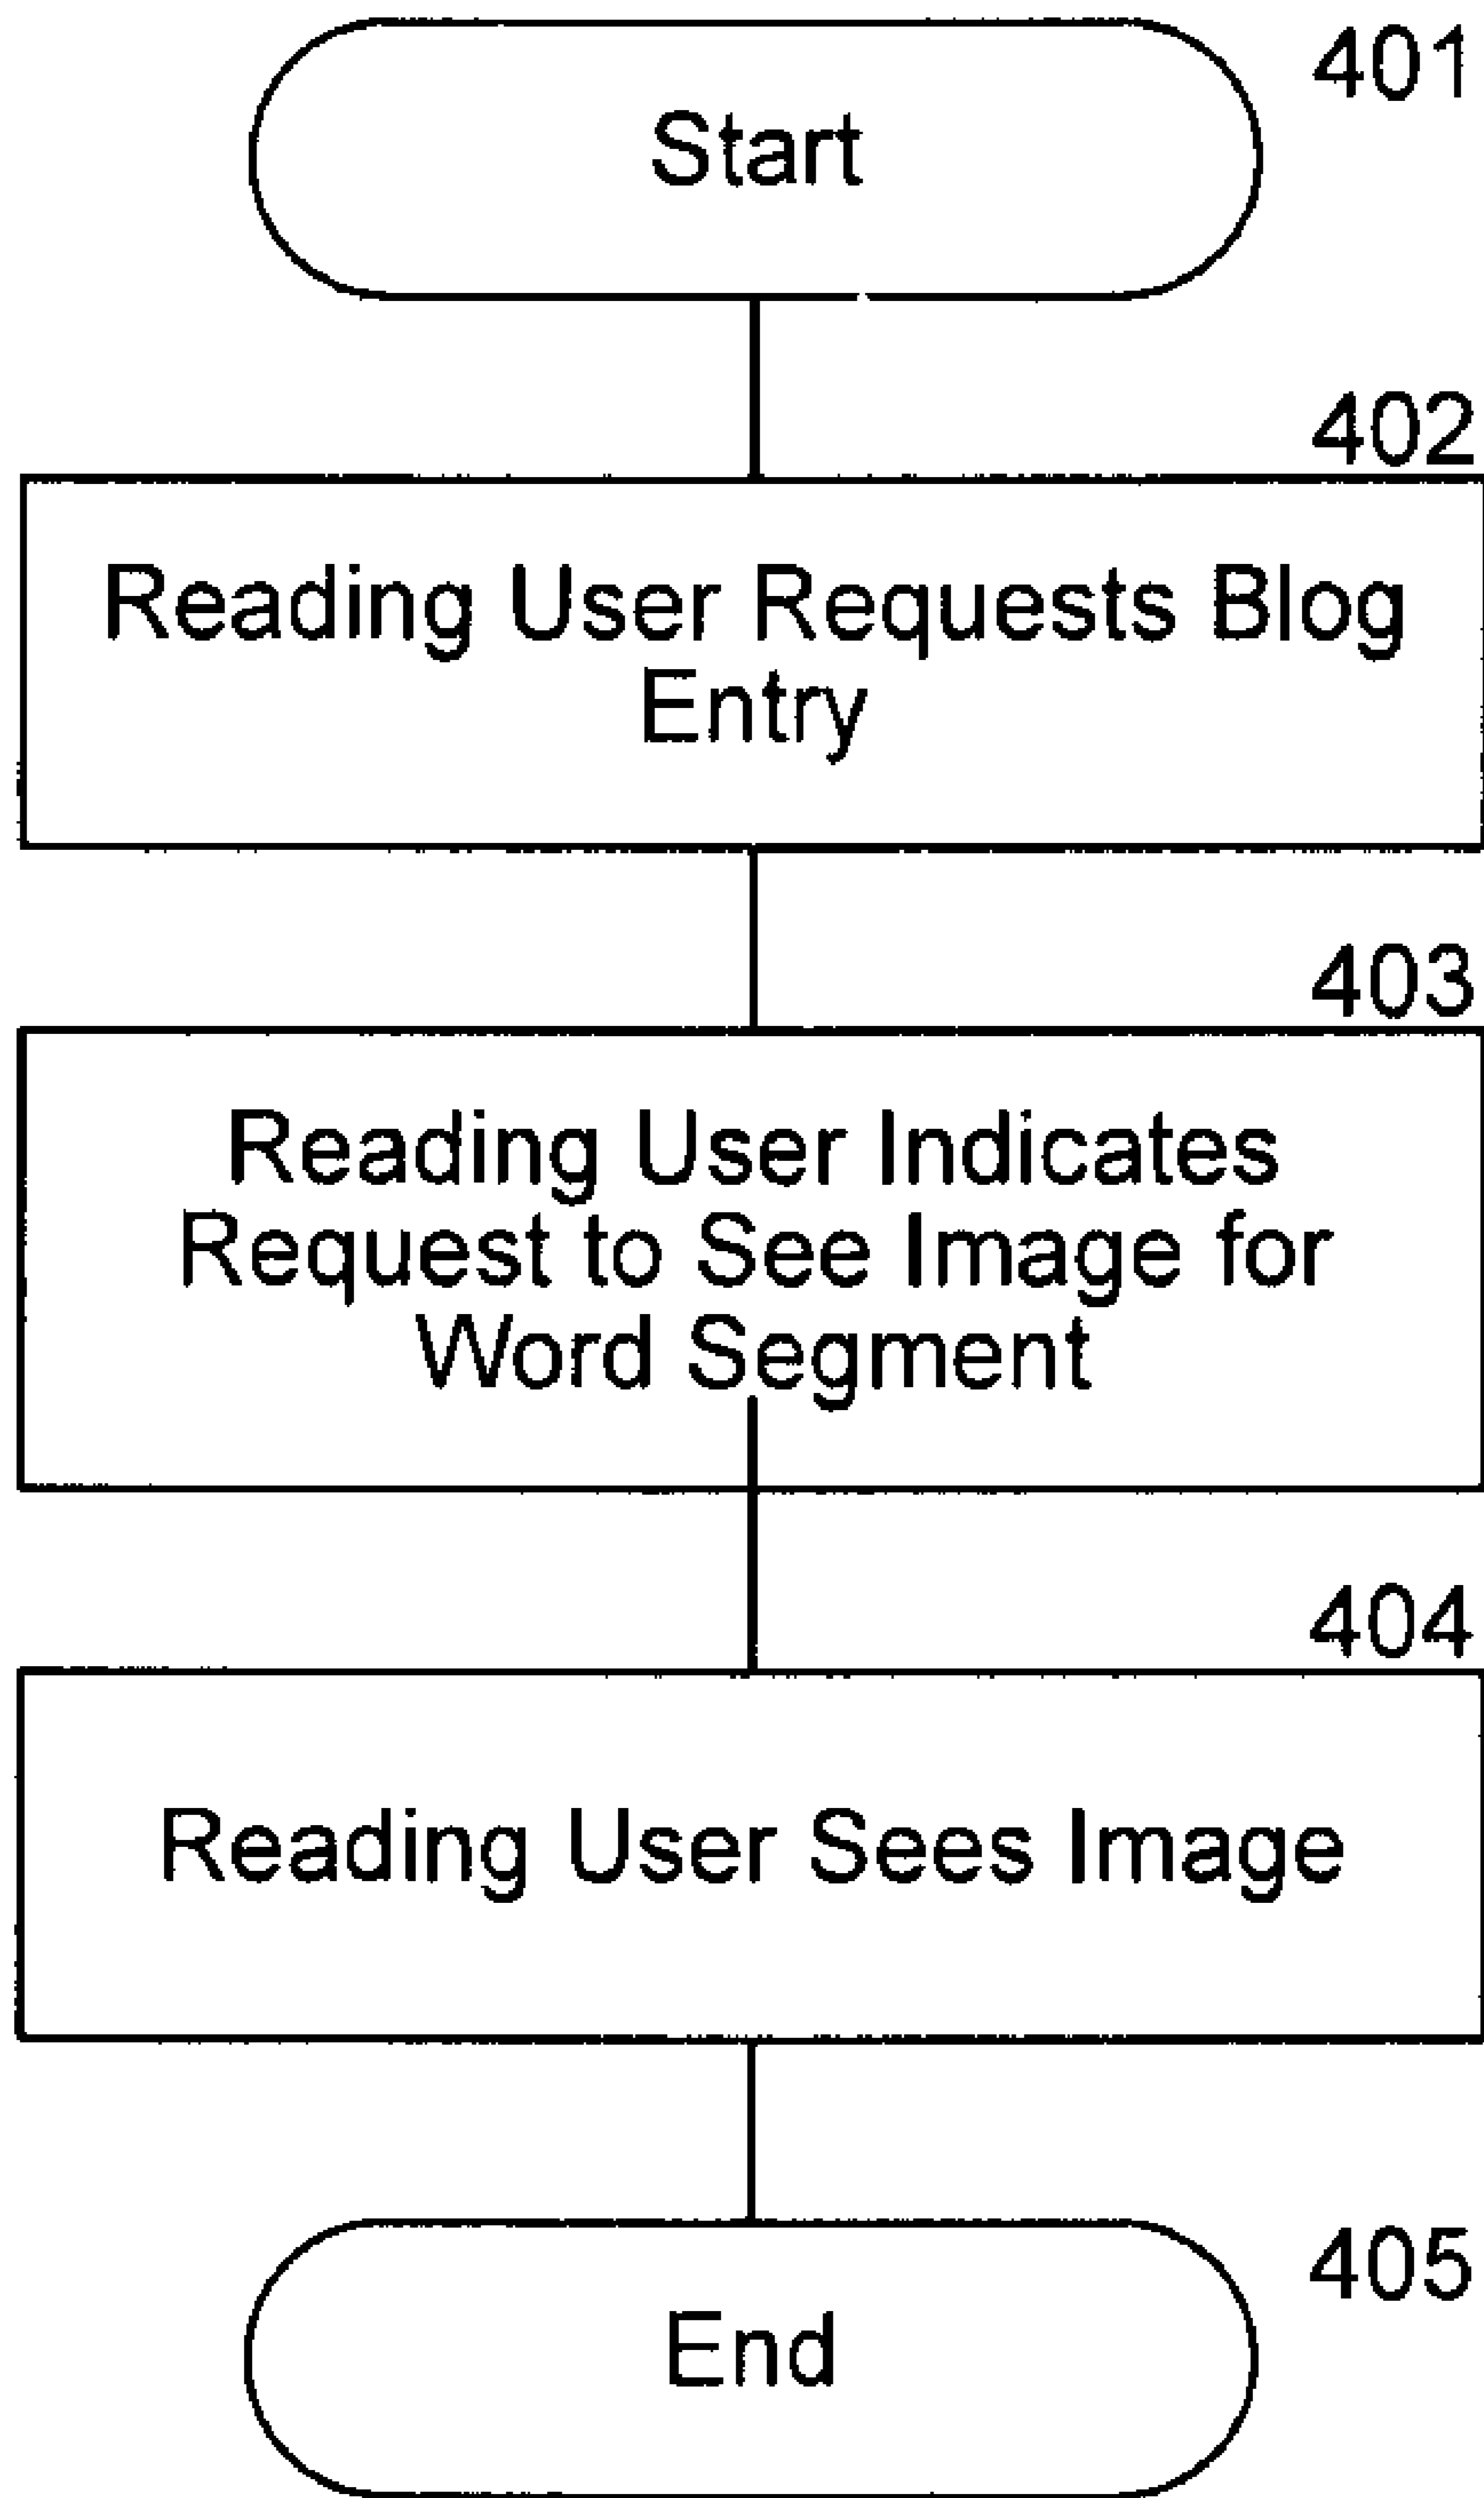 401
Start
402
Reading User Requests Blog
Entry
403
Reading User Indicates
Request to See Image for
Word Segment
404
Reading User Sees Image
405
End